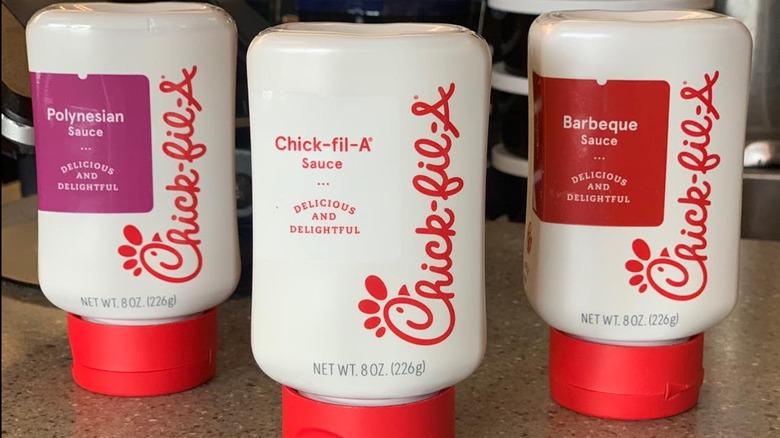 Polynesian
Sauce
...
DELICIOUS
AND
DELIGHTFUL
Chick-fil-A®
NET WT. 8 OZ. (226g)
Chick-fil-A®
Sauce
...
DELICIOUS
AND
DELIGHTFUL
Chick-fil-A®
NET WT. 8 OZ. (226g)
Barbeque
Sauce
...
DELICIOUS
AND
DELIGHTFUL
Chick-fil-A®
NET WT. 8 OZ. (226g)